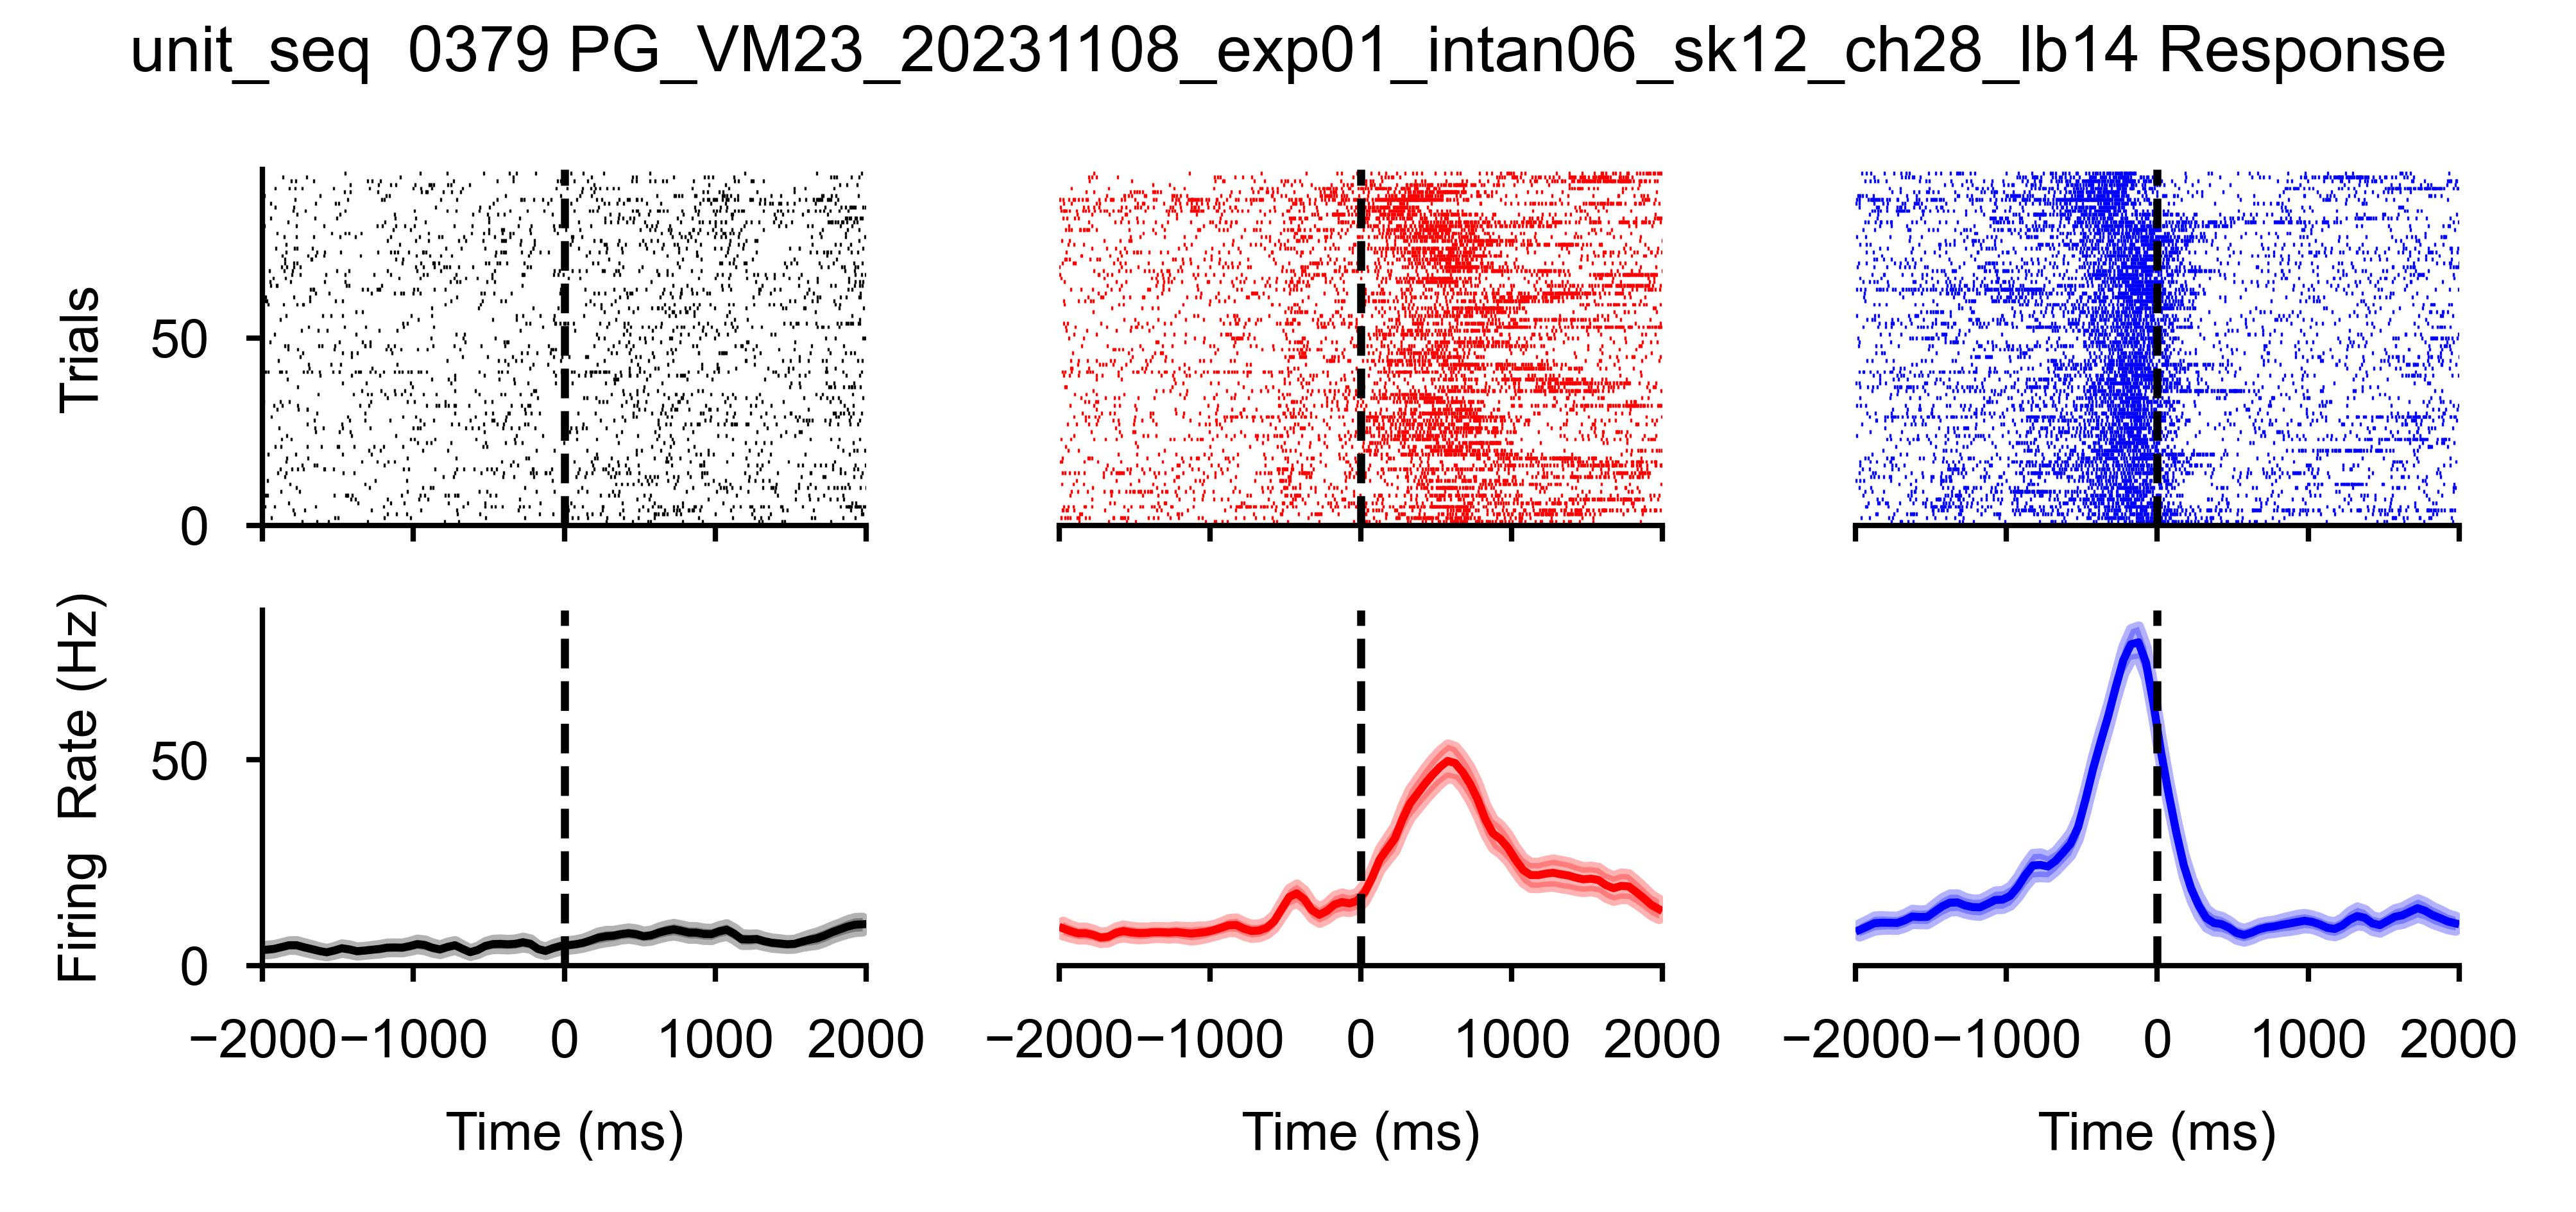 unit_seq  0379 PG_VM23_20231108_exp01_intan06_sk12_ch28_lb14 Response
Trials
50
0
Firing  Rate (Hz)
50
0
−2000 −1000 0 1000 2000
−2000 −1000 0 1000 2000
−2000 −1000 0 1000 2000
Time (ms)
Time (ms)
Time (ms)